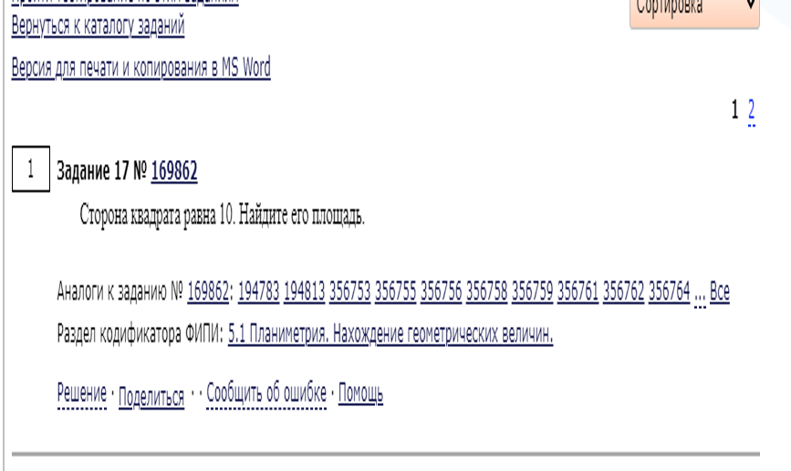 Вернуться к каталогу заданий
Сортировка
Версия для печати и копирования в MS Word
1 2
1 Задание 17 № 169862
Сторона квадрата равна 10. Найдите его площадь.
Аналоги к заданию № 169862: 194783 194813 356753 356755 356756 356758 356759 356761 356762 356764 ... Все
Раздел кодификатора ФИПИ: 5.1 Планиметрия. Нахождение геометрических величин.
Решение · Поделиться · · Сообщить об ошибке · Помощь